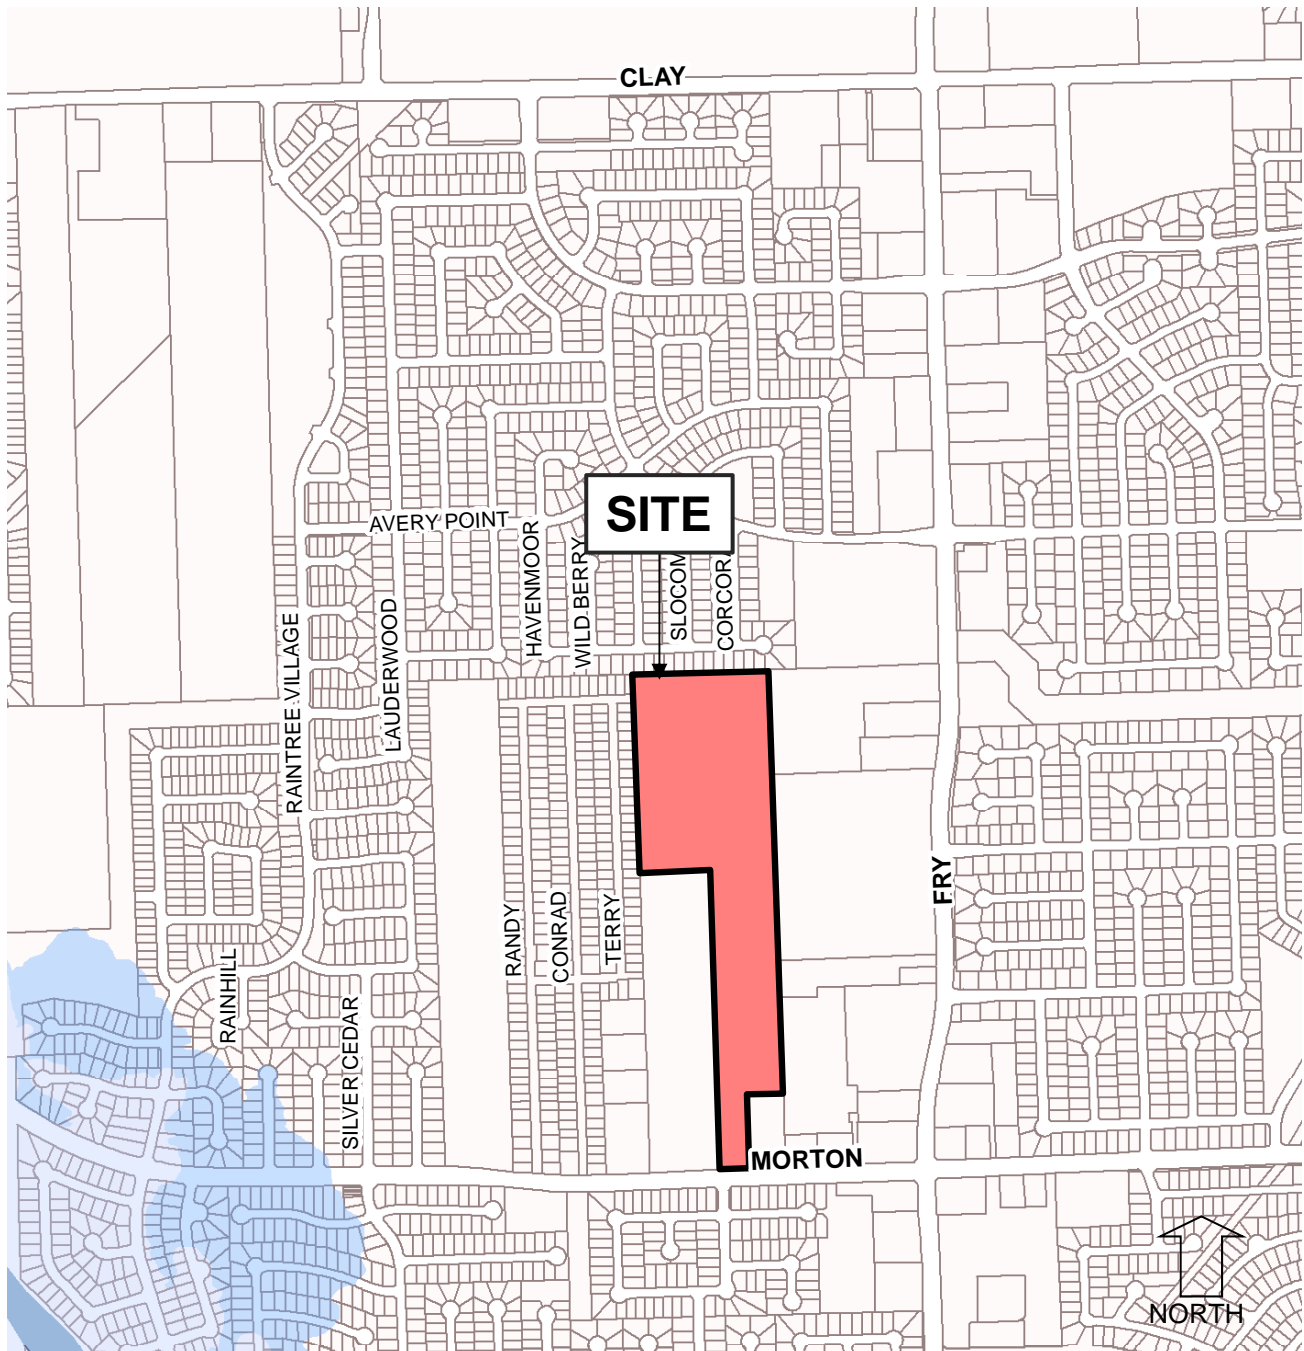 CLAY
SITE
AVERY POINT
HAVENMOOR
WILD BERRY
SLOCOM
CORCOR
LAUDERWOOD
RAINTREE VILLAGE
FRY
RANDY
CONRAD
TERRY
RAINHILL
SILVER CEDAR
MORTON
NORTH